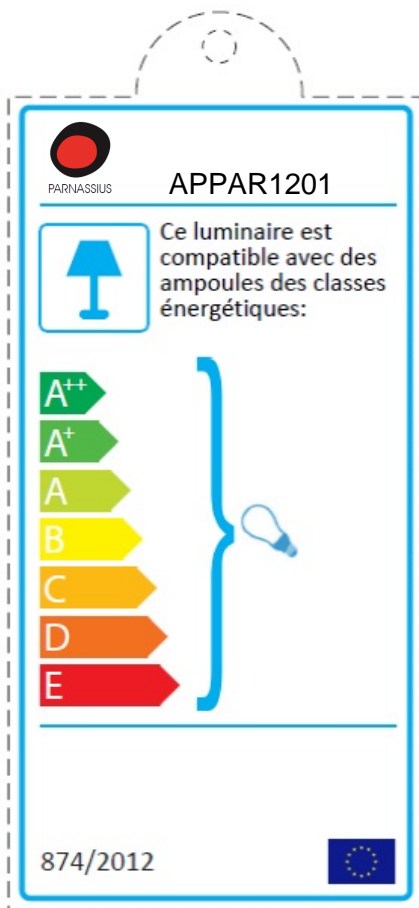 PARNASSIUS
APPAR1201
Ce luminaire est
compatible avec des
ampoules des classes
énergétiques:
A++
A+
A
B
C
D
E
874/2012